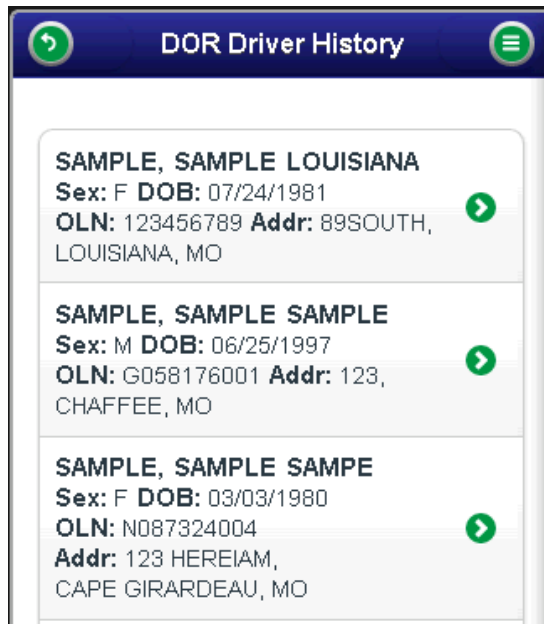 DOR Driver History
SAMPLE, SAMPLE LOUISIANA
Sex: F DOB: 07/24/1981
OLN: 123456789 Addr: 89SOUTH,
LOUISIANA, MO
SAMPLE, SAMPLE SAMPLE
Sex: M DOB: 06/25/1997
OLN: G058176001 Addr: 123,
CHAFFEE, MO
SAMPLE, SAMPLE SAMPE
Sex: F DOB: 03/03/1980
OLN: N087324004
Addr: 123 HEREIAM,
CAPE GIRARDEAU, MO